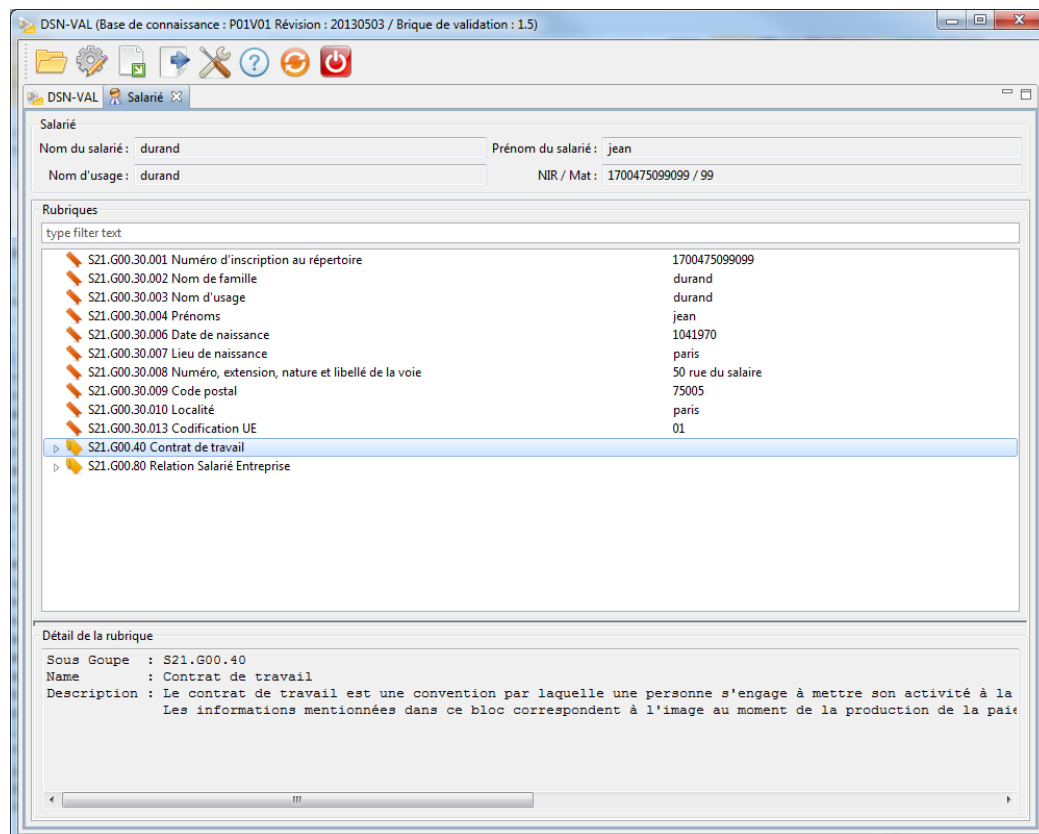 DSN-VAL (Base de connaissance : P01V01 Révision : 20130503 / Brique de validation : 1.5)
DSN-VAL Salarié
Salarié
Nom du salarié : durand Prénom du salarié : jean
Nom d'usage : durand NIR / Mat : 1700475099099 / 99
Rubriques
type filter text
S21.G00.30.001 Numéro d'inscription au répertoire 1700475099099
S21.G00.30.002 Nom de famille durand
S21.G00.30.003 Nom d'usage durand
S21.G00.30.004 Prénoms jean
S21.G00.30.006 Date de naissance 1041970
S21.G00.30.007 Lieu de naissance paris
S21.G00.30.008 Numéro, extension, nature et libellé de la voie 50 rue du salaire
S21.G00.30.009 Code postal 75005
S21.G00.30.010 Localité paris
S21.G00.30.013 Codification UE 01
S21.G00.40 Contrat de travail
S21.G00.80 Relation Salarié Entreprise
Détail de la rubrique
Sous Goupe : S21.G00.40
Name : Contrat de travail
Description : Le contrat de travail est une convention par laquelle une personne s'engage à mettre son activité à la
Les informations mentionnées dans ce bloc correspondent à l'image au moment de la production de la paie